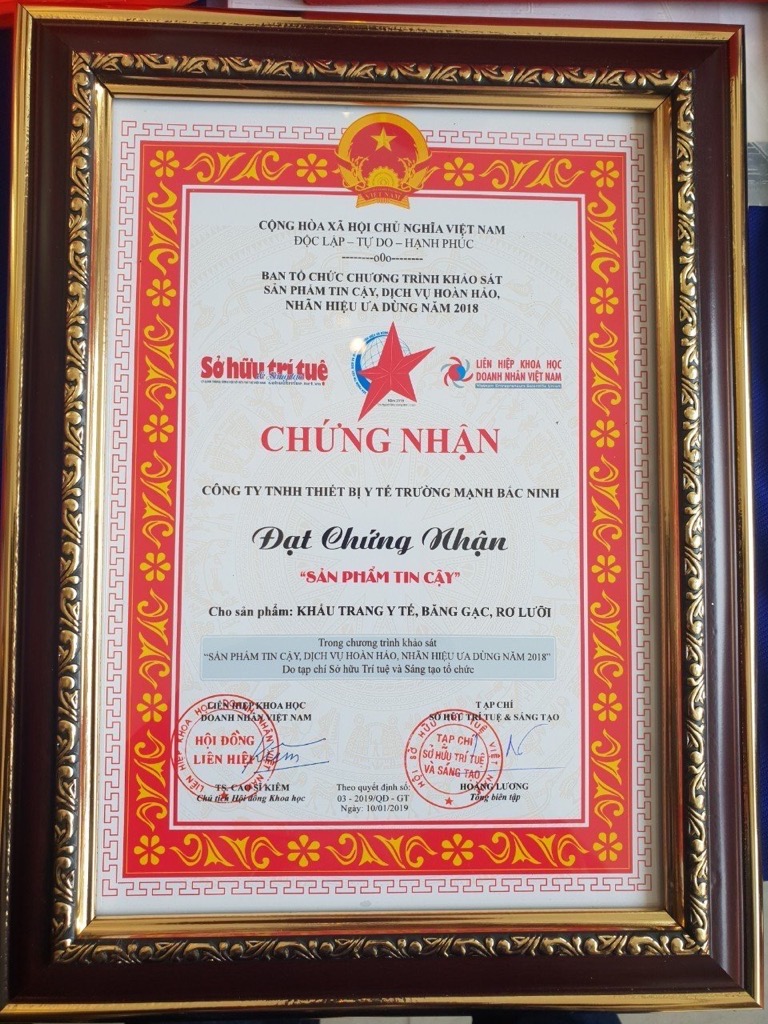 VIỆT NAM
CỘNG HÒA XÃ HỘI CHỦ NGHĨA VIỆT NAM
ĐỘC LẬP – TỰ DO – HẠNH PHÚC
--------o0o--------
BAN TỔ CHỨC CHƯƠNG TRÌNH KHẢO SÁT
SẢN PHẨM TIN CẬY, DỊCH VỤ HOÀN HẢO,
NHÃN HIỆU ƯA DÙNG NĂM 2018
Sở hữu trí tuệ
LIÊN HIỆP KHOA HỌC
DOANH NHÂN VIỆT NAM
CHỨNG NHẬN
CÔNG TY TNHH THIẾT BỊ Y TẾ TRƯỜNG MẠNH BẮC NINH
Đạt Chứng Nhận
“SẢN PHẨM TIN CẬY”
Cho sản phẩm: KHẨU TRANG Y TẾ, BĂNG GẠC, RƠ LƯỠI
Trong chương trình khảo sát
“SẢN PHẨM TIN CẬY, DỊCH VỤ HOÀN HẢO, NHÃN HIỆU ƯA DÙNG NĂM 2018”
Do tạp chí Sở hữu Trí tuệ và Sáng tạo tổ chức
LIÊN HIỆP KHOA HỌC
DOANH NHÂN VIỆT NAM
HỘI ĐỒNG
LIÊN HIỆP
TS. CAO SĨ KIÊM
Chủ tịch Hội đồng Khoa học
Theo quyết định số:
03 - 2019/QĐ - GT
Ngày: 10/01/2019
TẠP CHÍ
SỞ HỮU TRÍ TUỆ & SÁNG TẠO
TẠP CHÍ
SỞ HỮU TRÍ TUỆ
VÀ SÁNG TẠO
HOÀNG LƯƠNG
Tổng biên tập